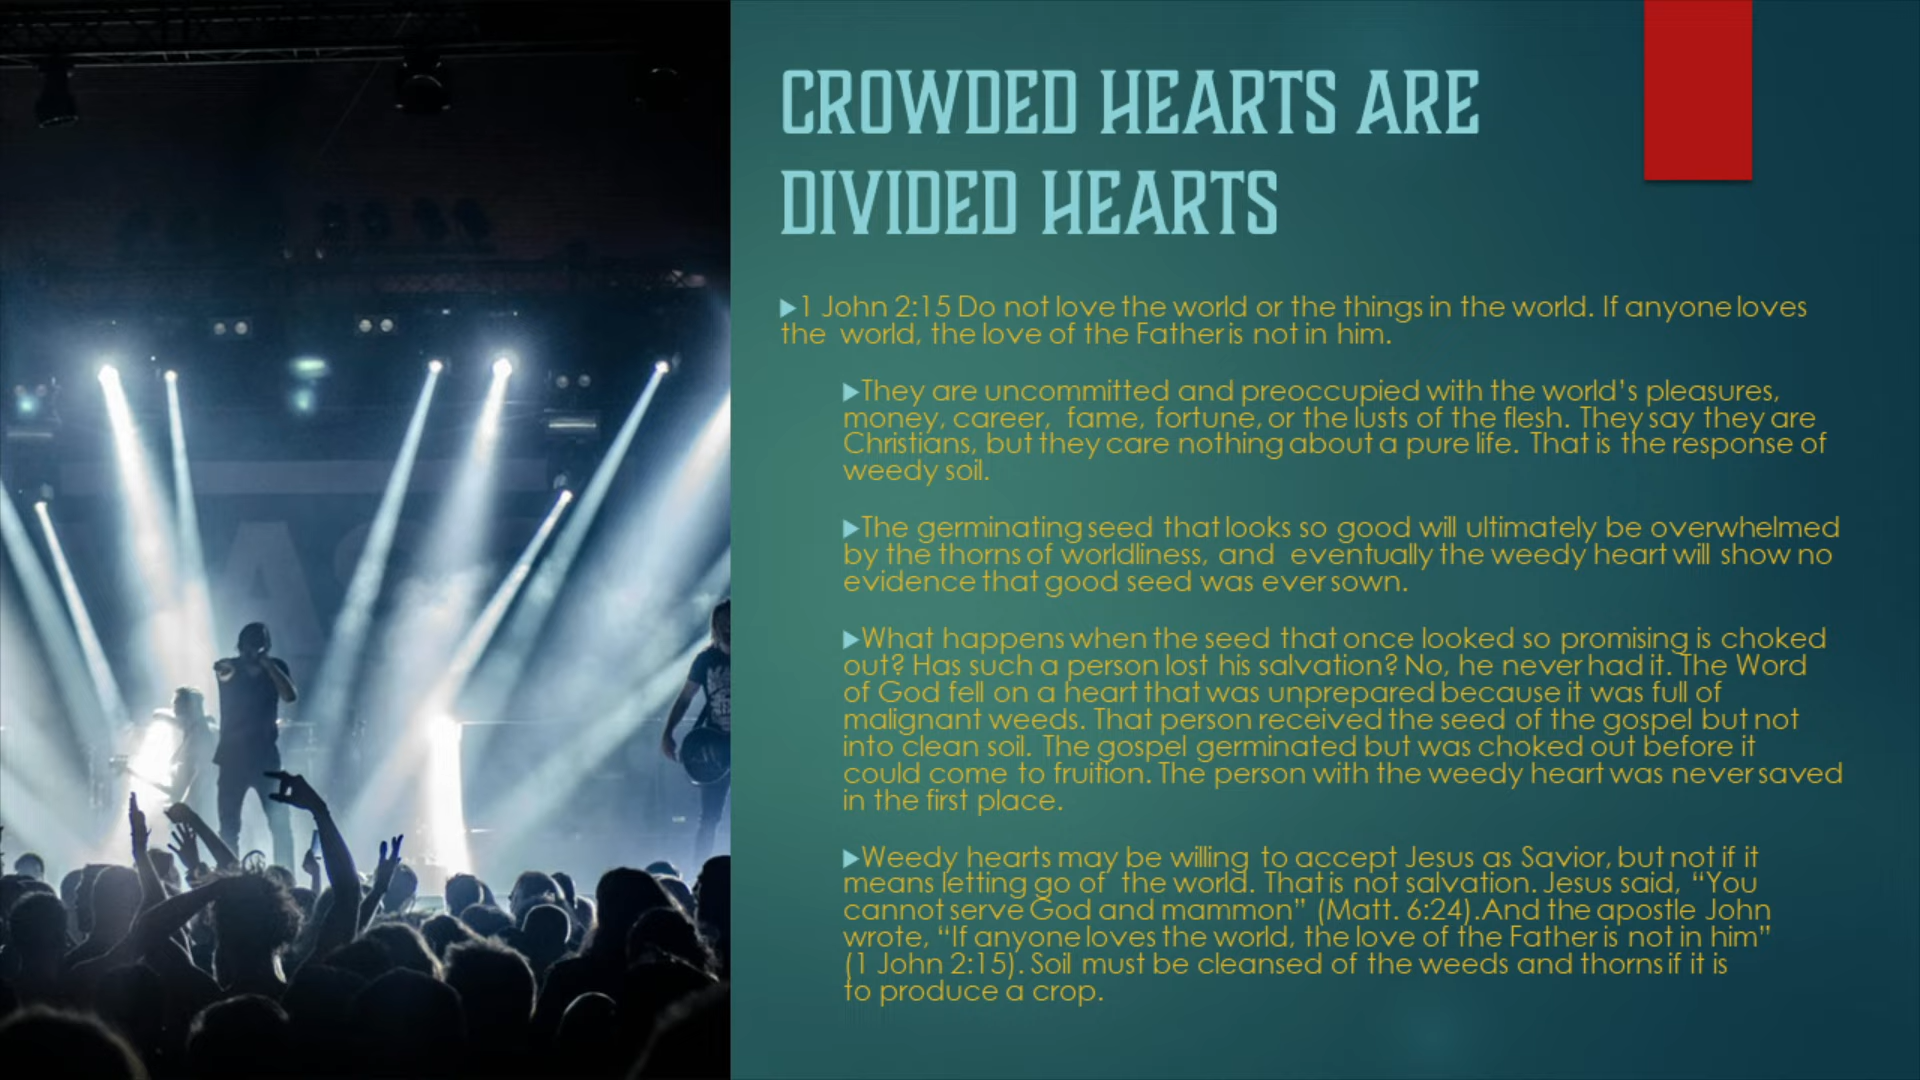 CROWDED HEARTS ARE
DIVIDED HEARTS
▶1 John 2:15 Do not love the world or the things in the world. If anyone loves
the world, the love of the Father is not in him.
▶They are uncommitted and preoccupied with the world’s pleasures,
money, career, fame, fortune, or the lusts of the flesh. They say they are
Christians, but they care nothing about a pure life. That is the response of
weedy soil.
▶The germinating seed that looks so good will ultimately be overwhelmed
by the thorns of worldliness, and eventually the weedy heart will show no
evidence that good seed was ever sown.
▶What happens when the seed that once looked so promising is choked
out? Has such a person lost his salvation? No, he never had it. The Word
of God fell on a heart that was unprepared because it was full of
malignant weeds. That person received the seed of the gospel but not
into clean soil. The gospel germinated but was choked out before it
could come to fruition. The person with the weedy heart was never saved
in the first place.
▶Weedy hearts may be willing to accept Jesus as Savior, but not if it
means letting go of the world. That is not salvation. Jesus said, “You
cannot serve God and mammon” (Matt. 6:24).And the apostle John
wrote, “If anyone loves the world, the love of the Father is not in him”
(1 John 2:15). Soil must be cleansed of the weeds and thorns if it is
to produce a crop.